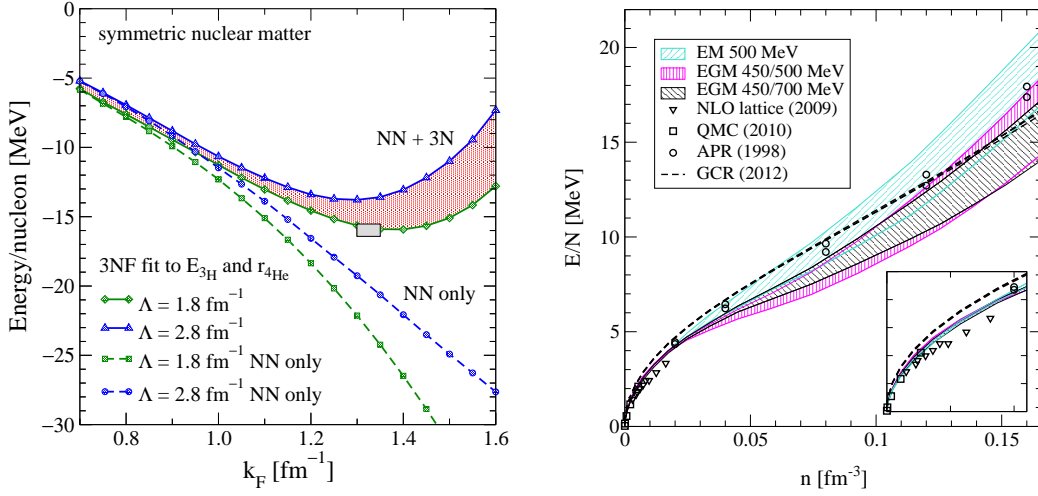 symmetric nuclear matter
NN + 3N
NN only
3NF fit to E3H and r4He
Λ = 1.8 fm⁻¹
Λ = 2.8 fm⁻¹
Λ = 1.8 fm⁻¹ NN only
Λ = 2.8 fm⁻¹ NN only
0
−5
−10
−15
−20
−25
−30
Energy/nucleon [MeV]
0.8
1.0
1.2
1.4
1.6
kF [fm⁻¹]
EM 500 MeV
EGM 450/500 MeV
EGM 450/700 MeV
NLO lattice (2009)
QMC (2010)
APR (1998)
GCR (2012)
20
15
10
5
0
E/N [MeV]
0
0.05
0.1
0.15
n [fm⁻³]